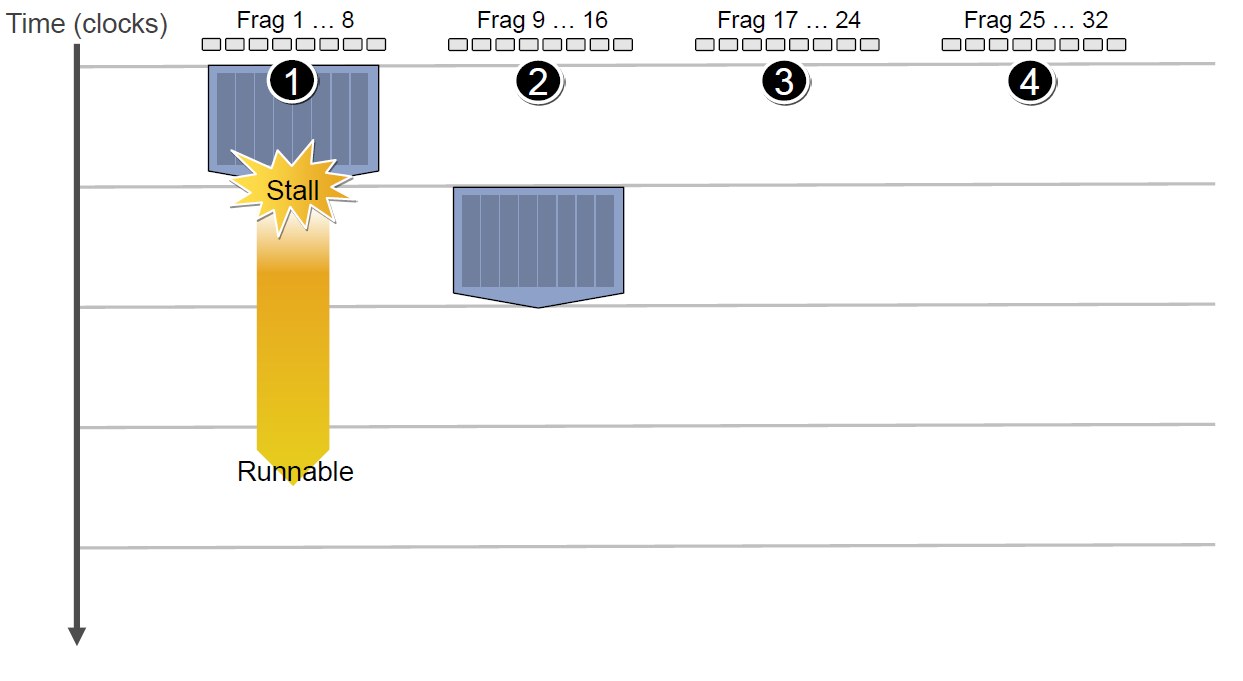 Time (clocks)
Frag 1 … 8
Frag 9 … 16
Frag 17 … 24
Frag 25 … 32
1
2
3
4
Stall
Runnable